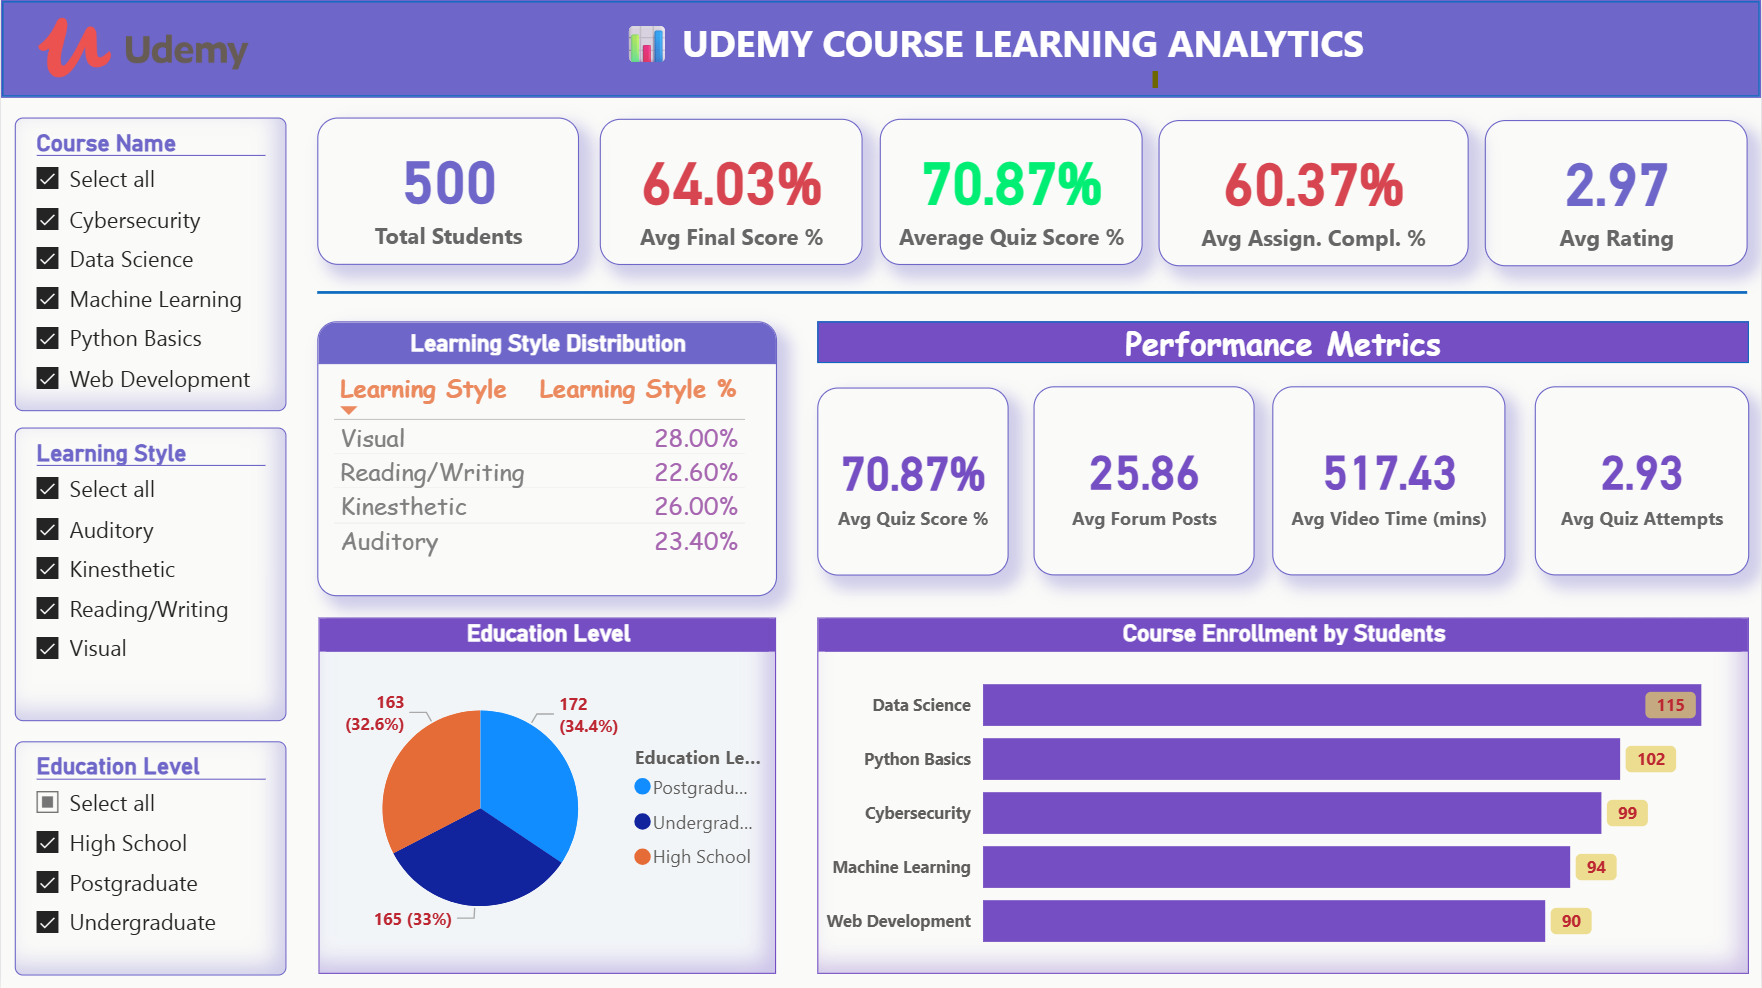 Udemy
UDEMY COURSE LEARNING ANALYTICS
Course Name
Select all
Cybersecurity
Data Science
Machine Learning
Python Basics
Web Development
Learning Style
Select all
Auditory
Kinesthetic
Reading/Writing
Visual
Education Level
Select all
High School
Postgraduate
Undergraduate
500
Total Students
64.03%
Avg Final Score %
70.87%
Average Quiz Score %
60.37%
Avg Assign. Compl. %
2.97
Avg Rating
Learning Style Distribution
Learning Style Learning Style %
Visual 28.00%
Reading/Writing 22.60%
Kinesthetic 26.00%
Auditory 23.40%
Performance Metrics
70.87%
Avg Quiz Score %
25.86
Avg Forum Posts
517.43
Avg Video Time (mins)
2.93
Avg Quiz Attempts
Education Level
163
(32.6%)
172
(34.4%)
165 (33%)
Education Le...
Postgradu...
Undergrad...
High School
Course Enrollment by Students
Data Science 115
Python Basics 102
Cybersecurity 99
Machine Learning 94
Web Development 90